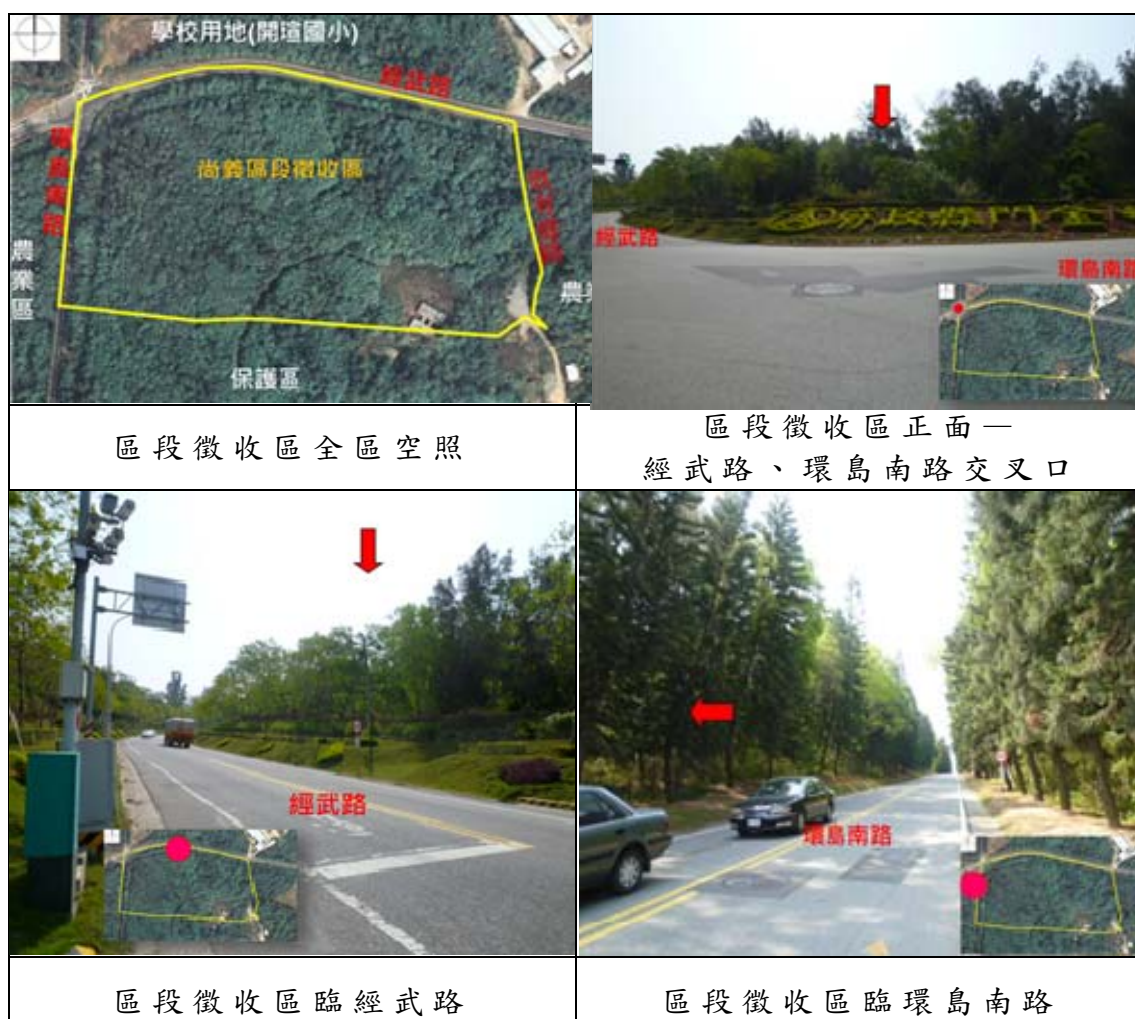 學校用地(開瑄國小)
經武路
環島南路
尚義區段徵收區
農業區
保護區
經武路
環島南路
區段徵收區全區空照
區段徵收區正面—
經武路、環島南路交叉口
經武路
環島南路
區段徵收區臨經武路
區段徵收區臨環島南路